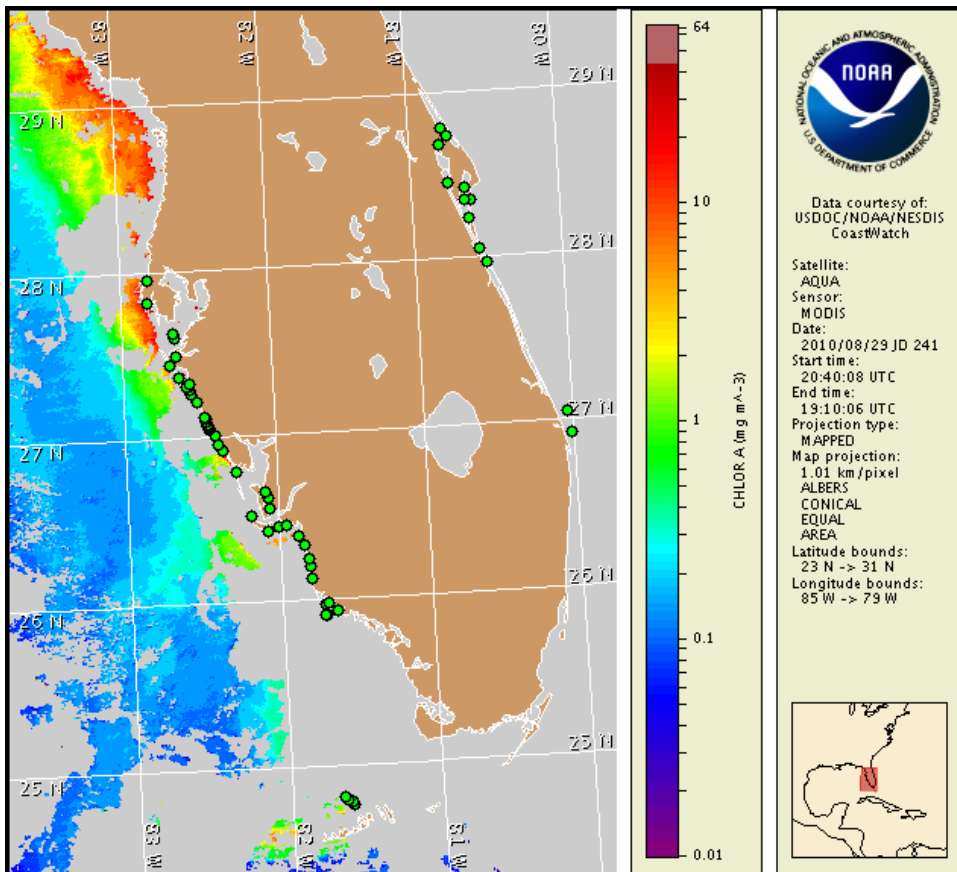 83 W
82 W
81 W
80 W
29 N
29 N
28 N
28 N
27 N
27 N
26 N
26 N
25 N
25 N
83 W
82 W
81 W
64
10
1
0.1
0.01
CHLOR A (mg m^-3)
NATIONAL OCEANIC AND ATMOSPHERIC ADMINISTRATION
NOAA
U.S. DEPARTMENT OF COMMERCE
Data courtesy of:
USDOC/NOAA/NESDIS
CoastWatch
Satellite:
AQUA
Sensor:
MODIS
Date:
2010/08/29 JD 241
Start time:
20:40:08 UTC
End time:
19:10:06 UTC
Projection type:
MAPPED
Map projection:
1.01 km/pixel
ALBERS
CONICAL
EQUAL
AREA
Latitude bounds:
23 N -> 31 N
Longitude bounds:
85 W -> 79 W